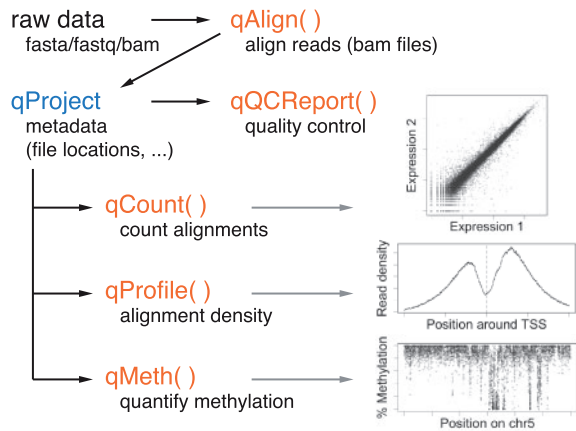 raw data
qAlign( )
fasta/fastq/bam
align reads (bam files)
qProject
qQCReport( )
metadata
quality control
(file locations, ...)
Expression 2
Expression 1
qCount( )
count alignments
Read density
Position around TSS
qProfile( )
alignment density
% Methylation
Position on chr5
qMeth( )
quantify methylation